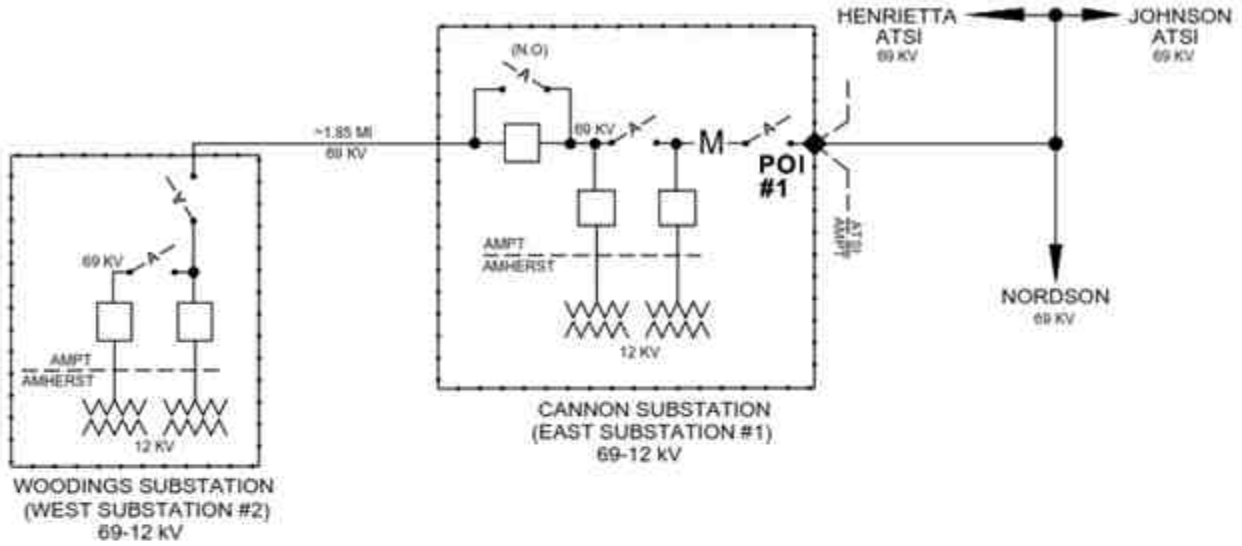 HENRIETTA
ATSI
69 KV
JOHNSON
ATSI
69 KV
(N.O)
~1.85 MI
69 KV
69 KV
M
POI
#1
ATSI
AMPT
AMPT
AMHERST
12 KV
NORDSON
69 KV
69 KV
AMPT
AMHERST
12 KV
CANNON SUBSTATION
(EAST SUBSTATION #1)
69-12 kV
WOODINGS SUBSTATION
(WEST SUBSTATION #2)
69-12 kV